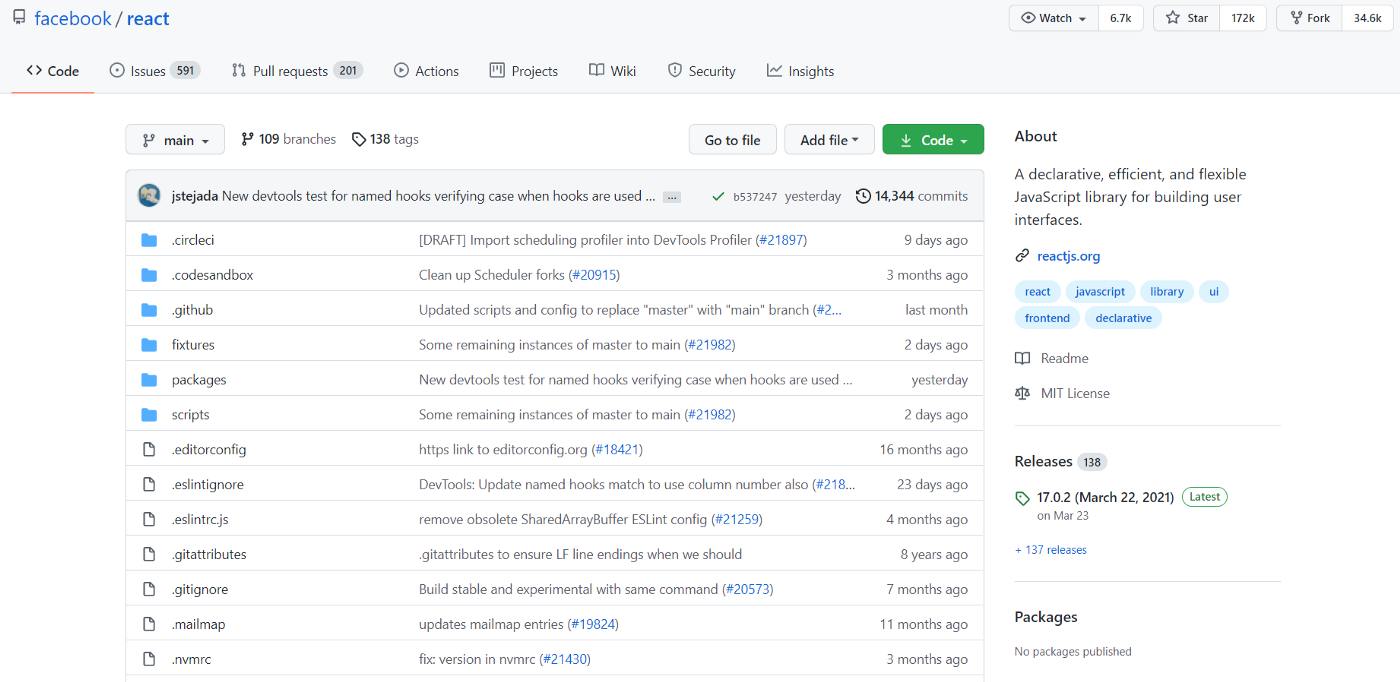 facebook / react
Watch 6.7k Star 172k Fork 34.6k
Code Issues 591 Pull requests 201 Actions Projects Wiki Security Insights
main 109 branches 138 tags Go to file Add file Code
jstejada New devtools test for named hooks verifying case when hooks are used ... ... b537247 yesterday 14,344 commits
.circleci [DRAFT] Import scheduling profiler into DevTools Profiler (#21897) 9 days ago
.codesandbox Clean up Scheduler forks (#20915) 3 months ago
.github Updated scripts and config to replace "master" with "main" branch (#2... last month
fixtures Some remaining instances of master to main (#21982) 2 days ago
packages New devtools test for named hooks verifying case when hooks are used ... yesterday
scripts Some remaining instances of master to main (#21982) 2 days ago
.editorconfig https link to editorconfig.org (#18421) 16 months ago
.eslintignore DevTools: Update named hooks match to use column number also (#218... 23 days ago
.eslintrc.js remove obsolete SharedArrayBuffer ESLint config (#21259) 4 months ago
.gitattributes .gitattributes to ensure LF line endings when we should 8 years ago
.gitignore Build stable and experimental with same command (#20573) 7 months ago
.mailmap updates mailmap entries (#19824) 11 months ago
.nvmrc fix: version in nvmrc (#21430) 3 months ago
About
A declarative, efficient, and flexible
JavaScript library for building user
interfaces.
reactjs.org
react javascript library ui
frontend declarative
Readme
MIT License
Releases 138
17.0.2 (March 22, 2021) Latest
on Mar 23
+ 137 releases
Packages
No packages published